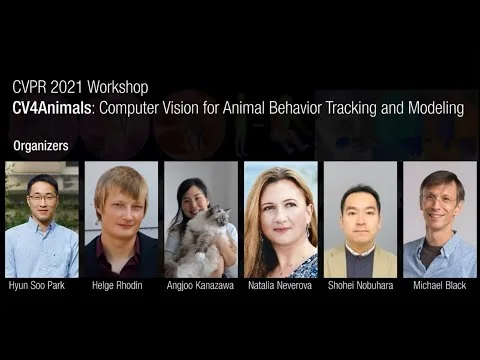 CVPR 2021 Workshop
CV4Animals: Computer Vision for Animal Behavior Tracking and Modeling
Organizers
Hyun Soo Park
Helge Rhodin
Angjoo Kanazawa
Natalia Neverova
Shohei Nobuhara
Michael Black